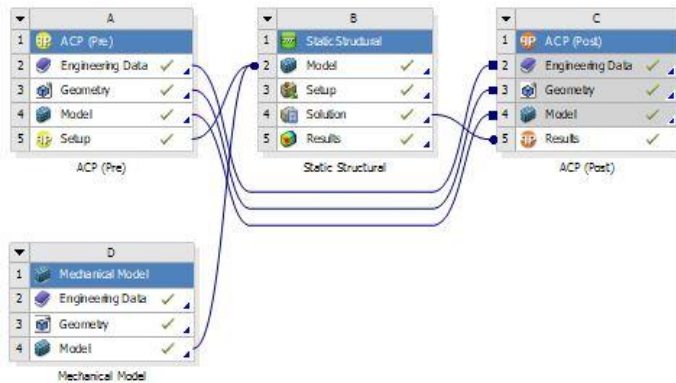 A
1 ACP (Pre)
2 Engineering Data
3 Geometry
4 Model
5 Setup
ACP (Pre)
B
1 Static Structural
2 Model
3 Setup
4 Solution
5 Results
Static Structural
C
1 ACP (Post)
2 Engineering Data
3 Geometry
4 Model
5 Results
ACP (Post)
D
1 Mechanical Model
2 Engineering Data
3 Geometry
4 Model
Mechanical Model